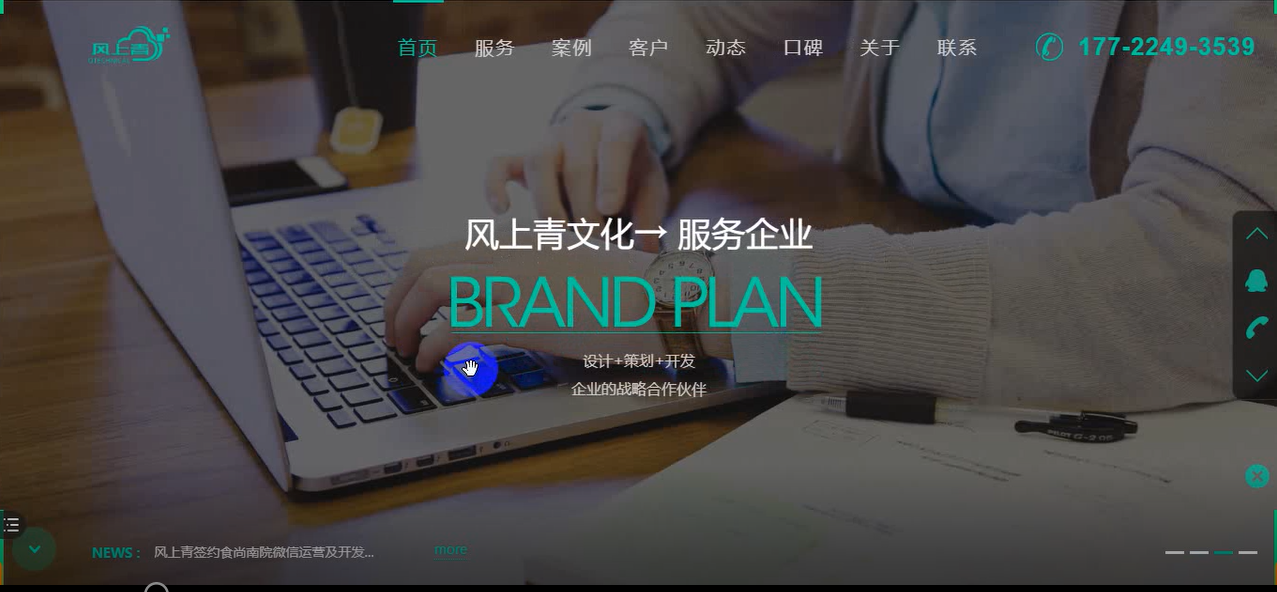 风上青
首页 服务 案例 客户 动态 口碑 关于 联系
177-2249-3539
风上青文化→ 服务企业
BRAND PLAN
设计+策划+开发
企业的战略合作伙伴
PILOT G-2 05
NEWS : 风上青签约食尚南院微信运营及开发... more